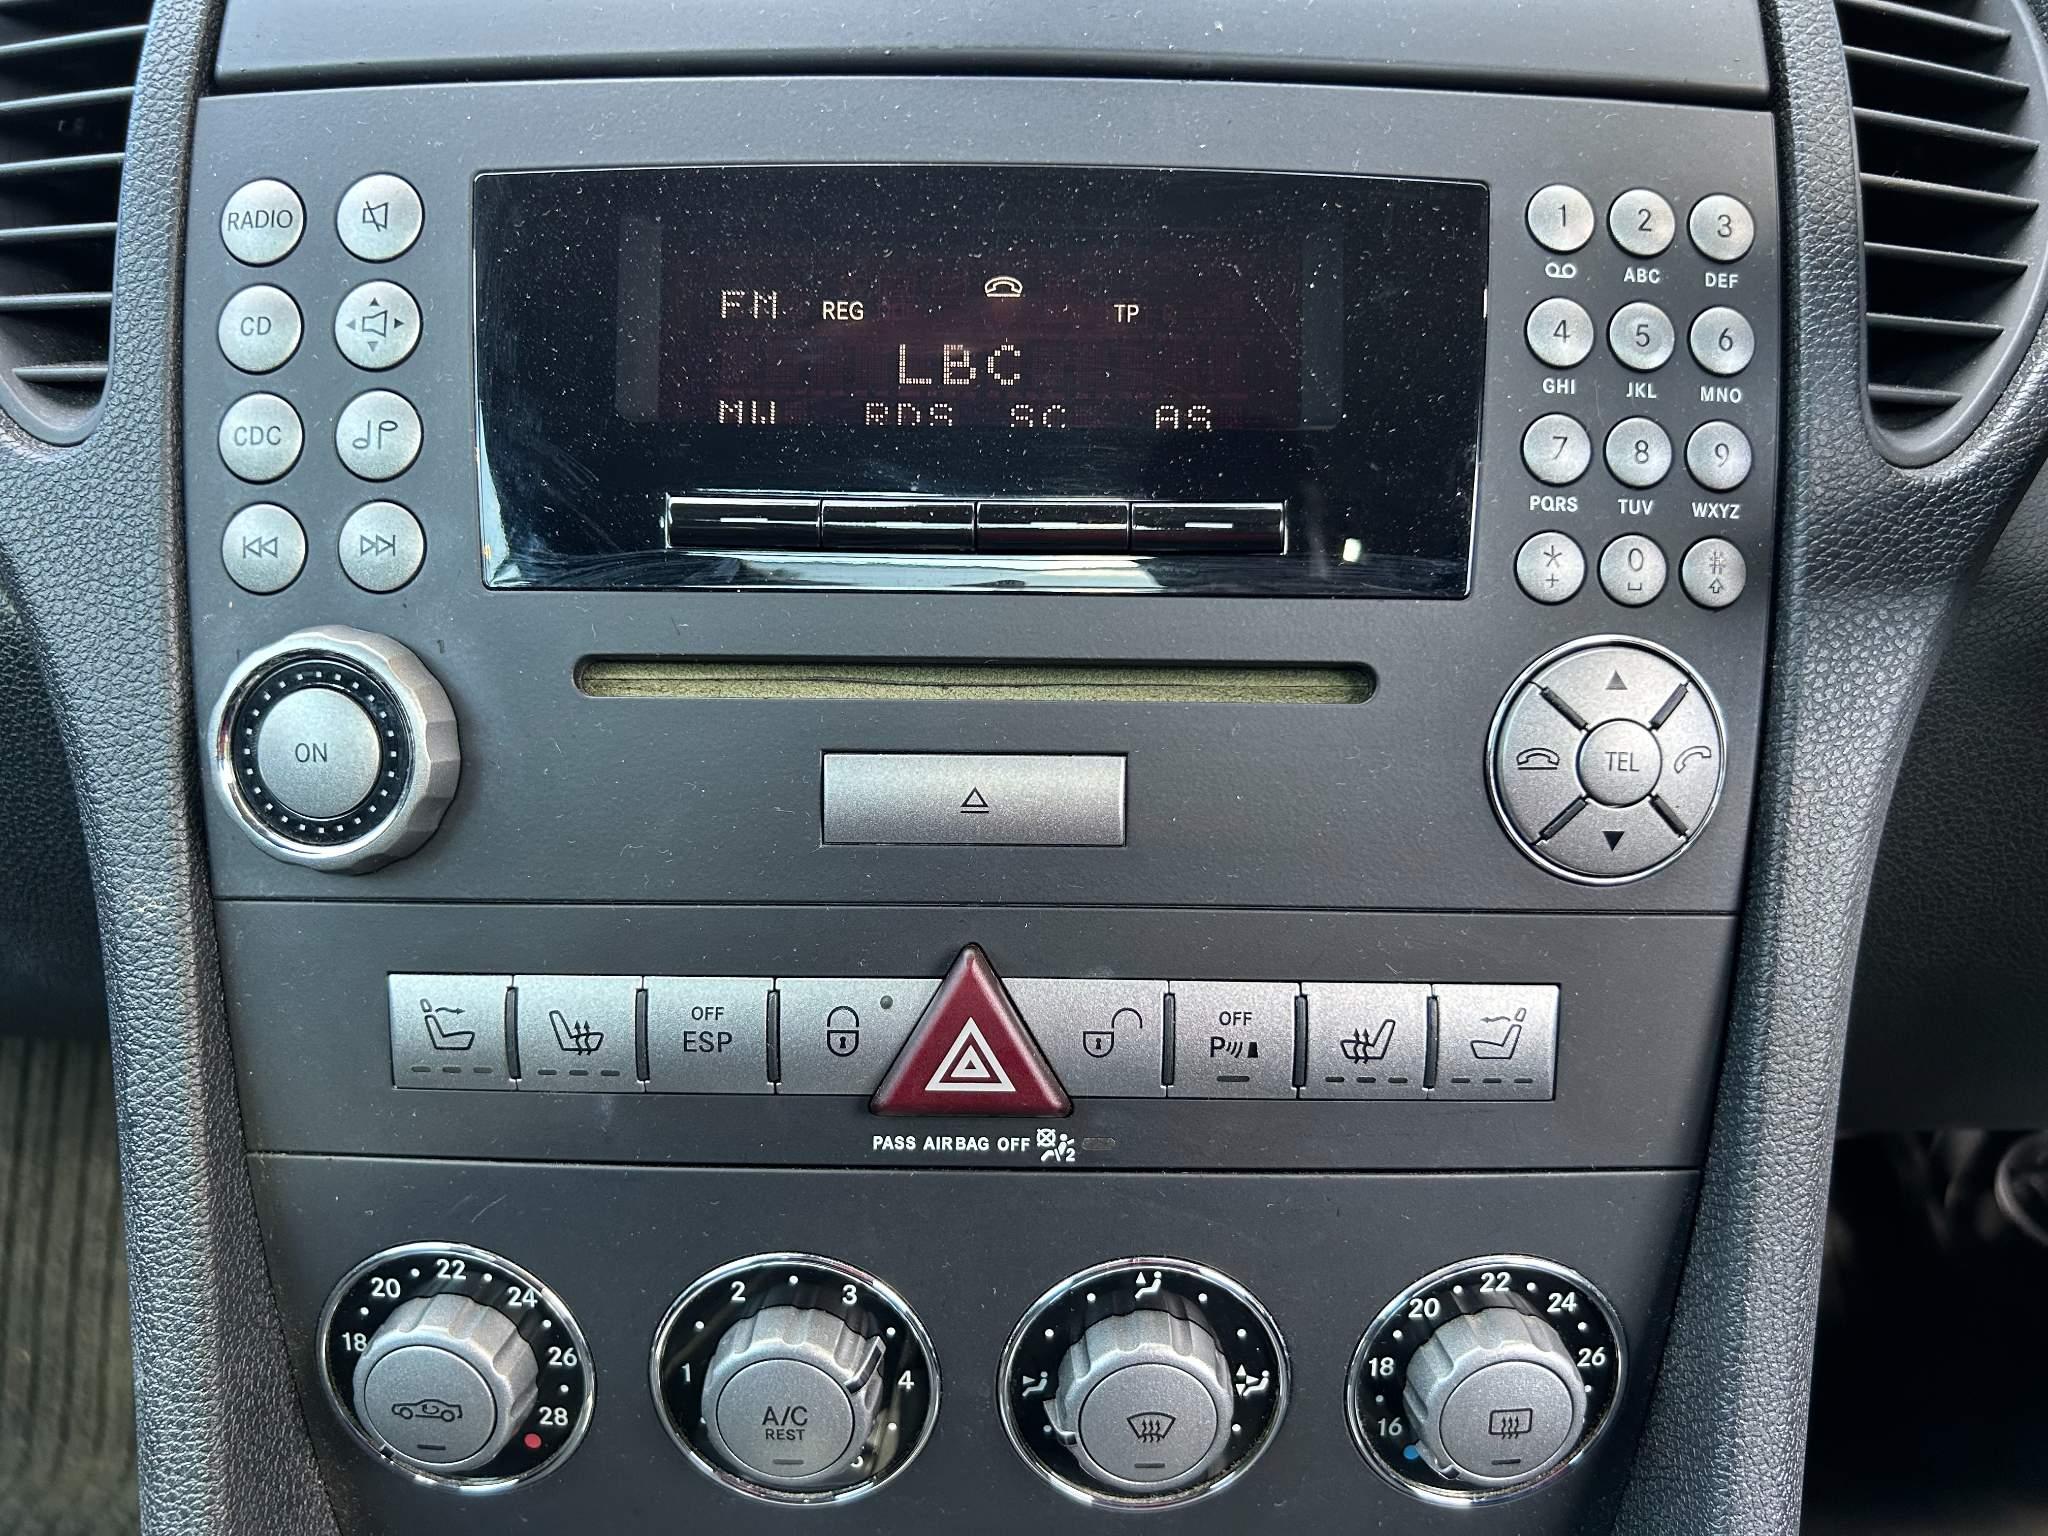 RADIO
CD
CDC
ON
FM REG TP
LBC
MW RDS SC AS
1 2 3
ABC DEF
4 5 6
GHI JKL MNO
7 8 9
PQRS TUV WXYZ
* 0 #
+
TEL
OFF
ESP
OFF
P
PASS AIRBAG OFF 2
18 20 22 24 26 28
1 2 3 4
A/C
REST
16 18 20 22 24 26